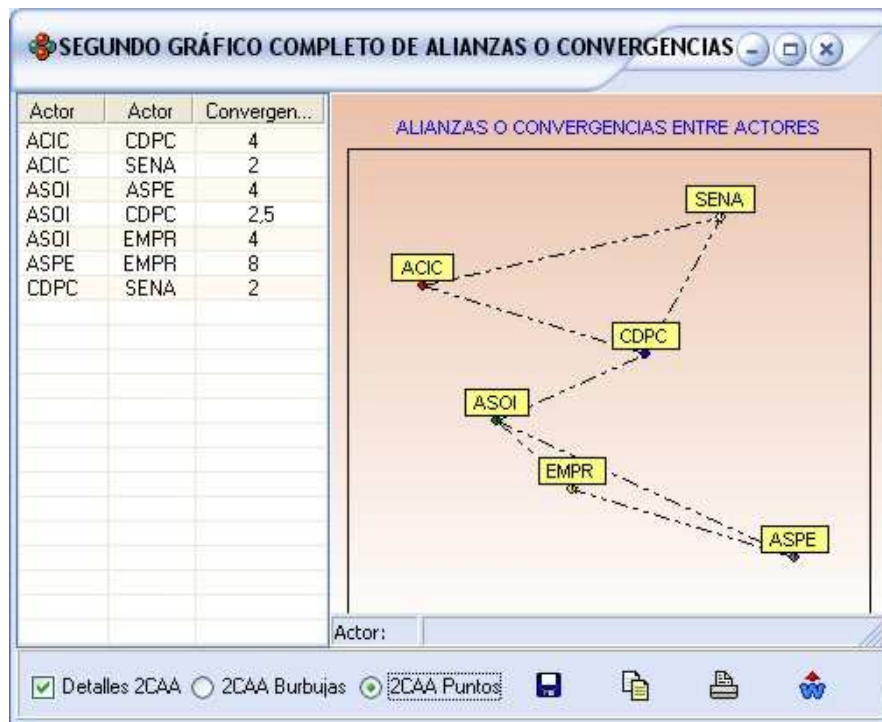 SEGUNDO GRÁFICO COMPLETO DE ALIANZAS O CONVERGENCIAS
Actor Actor Convergen...
ACIC CDPC 4
ACIC SENA 2
ASOI ASPE 4
ASOI CDPC 2,5
ASOI EMPR 4
ASPE EMPR 8
CDPC SENA 2
ALIANZAS O CONVERGENCIAS ENTRE ACTORES
SENA
ACIC
CDPC
ASOI
EMPR
ASPE
Actor:
Detalles 2CAA 2CAA Burbujas 2CAA Puntos